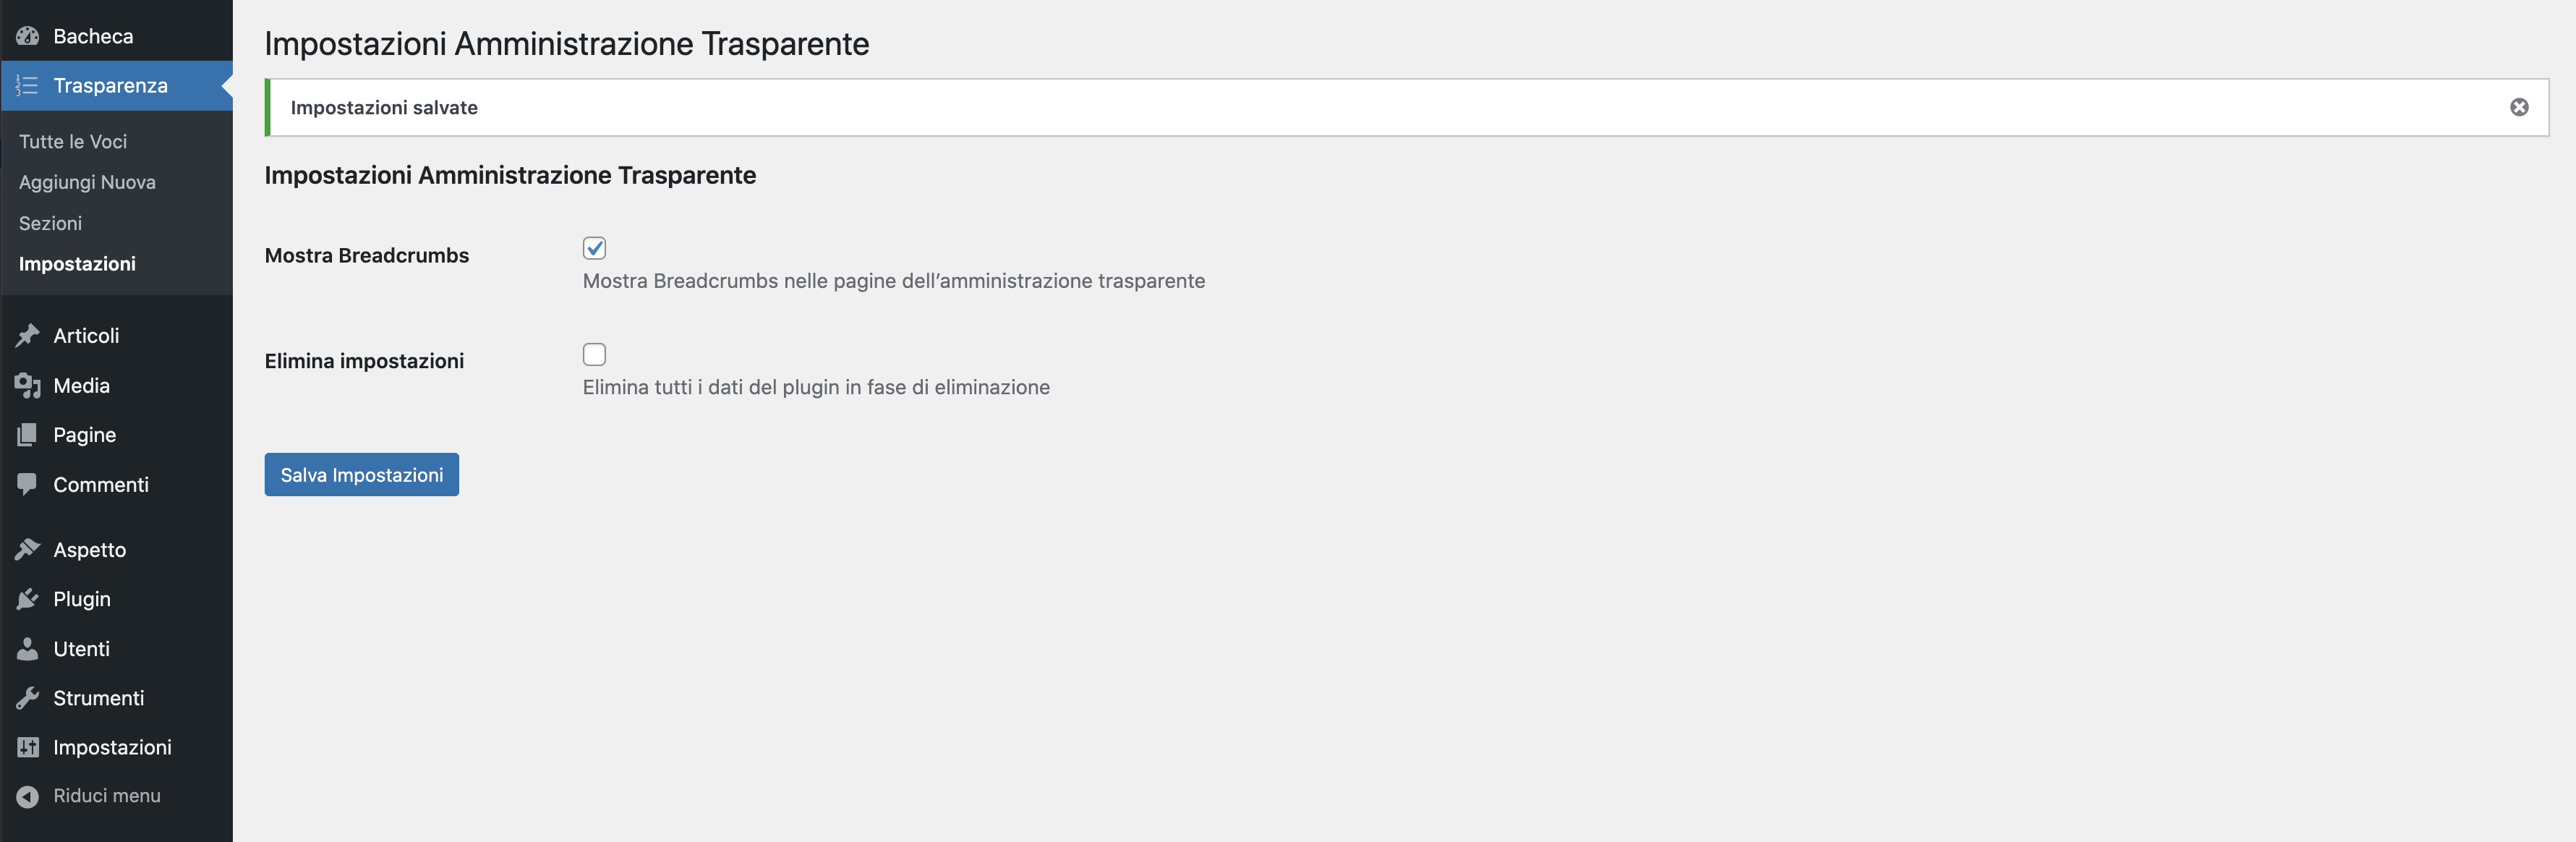 Bacheca
Trasparenza
Tutte le Voci
Aggiungi Nuova
Sezioni
Impostazioni
Articoli
Media
Pagine
Commenti
Aspetto
Plugin
Utenti
Strumenti
Impostazioni
Riduci menu
Impostazioni Amministrazione Trasparente
Impostazioni salvate
Impostazioni Amministrazione Trasparente
Mostra Breadcrumbs
Mostra Breadcrumbs nelle pagine dell’amministrazione trasparente
Elimina impostazioni
Elimina tutti i dati del plugin in fase di eliminazione
Salva Impostazioni